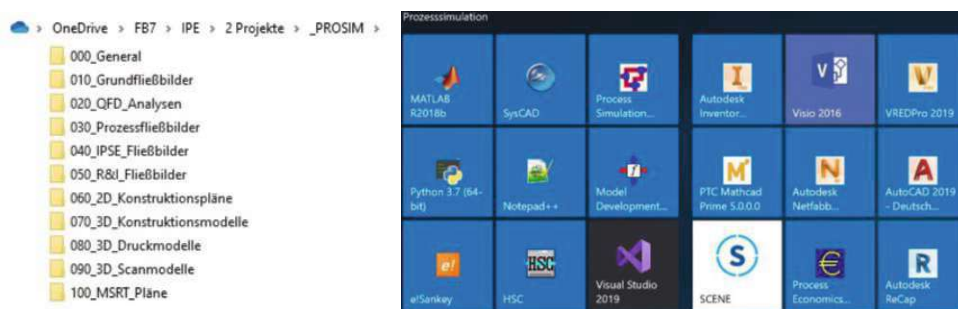 OneDrive > FB7 > IPE > 2 Projekte > _PROSIM >
000_General
010_Grundfließbilder
020_QFD_Analysen
030_Prozessfließbilder
040_IPSE_Fließbilder
050_R&I_Fließbilder
060_2D_Konstruktionspläne
070_3D_Konstruktionsmodelle
080_3D_Druckmodelle
090_3D_Scanmodelle
100_MSRT_Pläne
Prozesssimulation
MATLAB
R2018b
SysCAD
Process
Simulation...
Autodesk
Inventor...
Visio 2016
VREDPro 2019
Python 3.7 (64-
bit)
Notepad++
Model
Development...
PTC Mathcad
Prime 5.0.0.0
Autodesk
Netfabb...
AutoCAD 2019
- Deutsch...
e!
e!Sankey
HSC
HSC
Visual Studio
2019
S
SCENE
€
Process
Economics...
R
Autodesk
ReCap